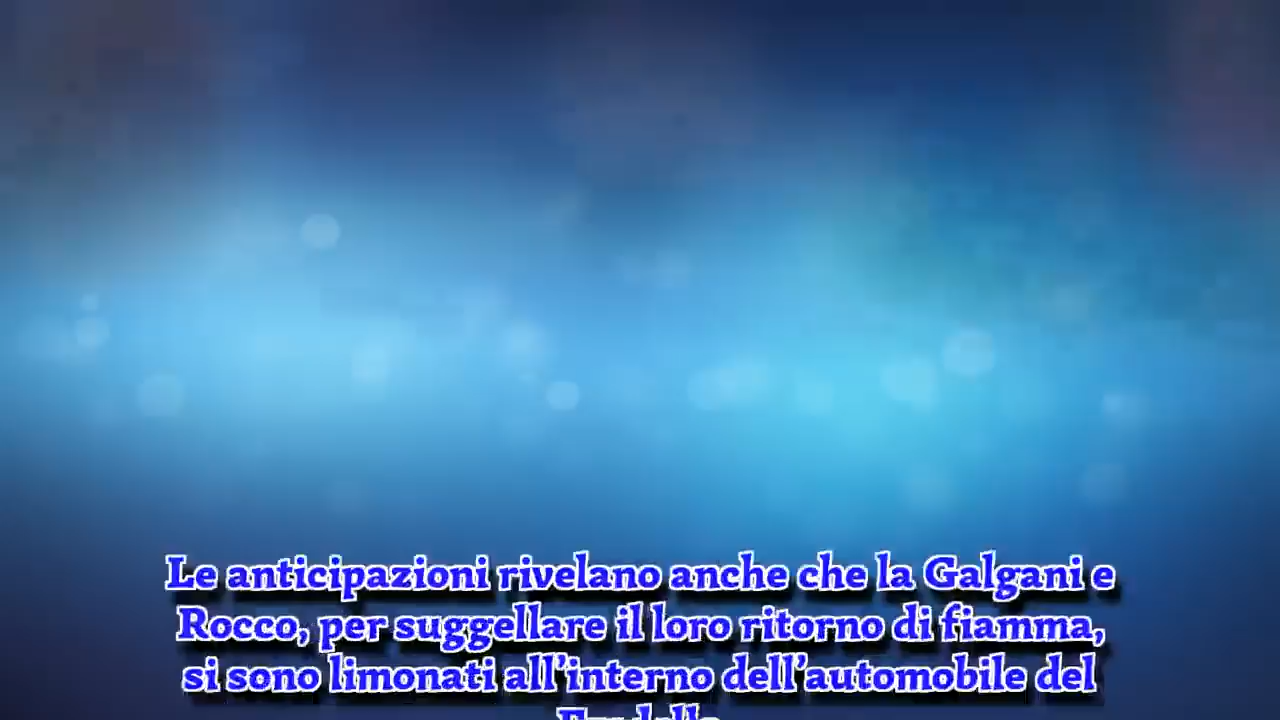 Le anticipazioni rivelano anche che la Galgani e
Rocco, per suggellare il loro ritorno di fiamma,
si sono limonati all'interno dell'automobile del